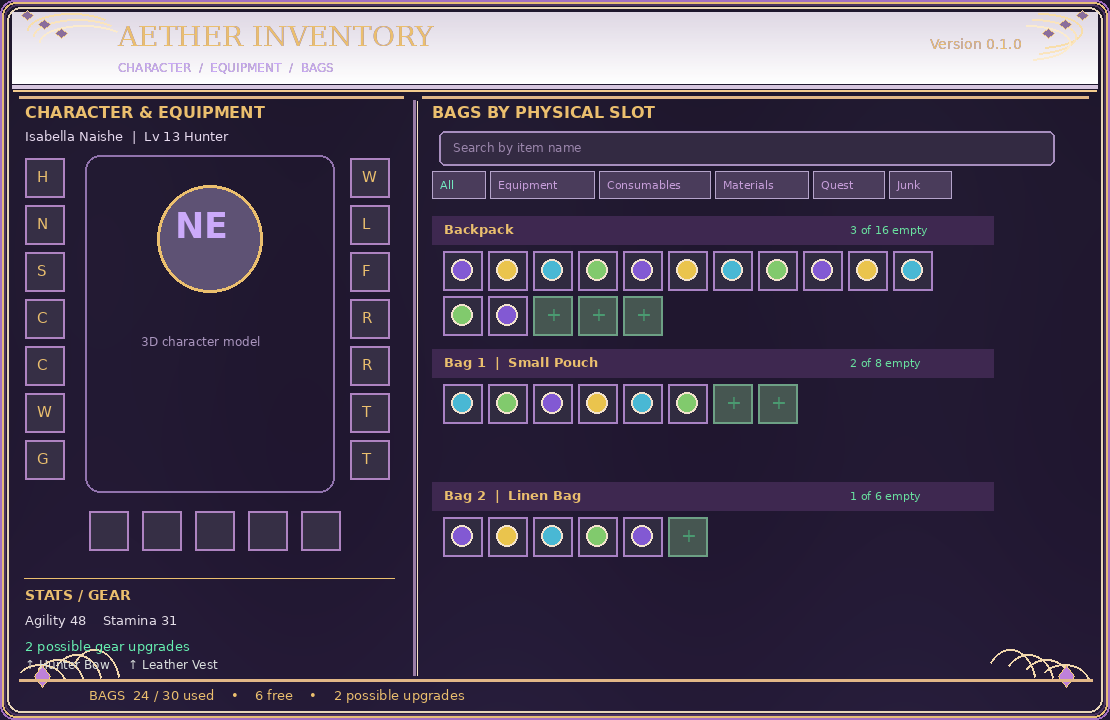 AETHER INVENTORY
Version 0.1.0
CHARACTER / EQUIPMENT / BAGS
CHARACTER & EQUIPMENT
Isabella Naishe | Lv 13 Hunter
H
N
S
C
C
W
G
NE
3D character model
W
L
F
R
R
T
T
STATS / GEAR
Agility 48 Stamina 31
2 possible gear upgrades
↑ Hunter Bow ↑ Leather Vest
BAGS BY PHYSICAL SLOT
Search by item name
All Equipment Consumables Materials Quest Junk
Backpack 3 of 16 empty
+ + +
Bag 1 | Small Pouch 2 of 8 empty
+ +
Bag 2 | Linen Bag 1 of 6 empty
+
BAGS 24 / 30 used • 6 free • 2 possible upgrades